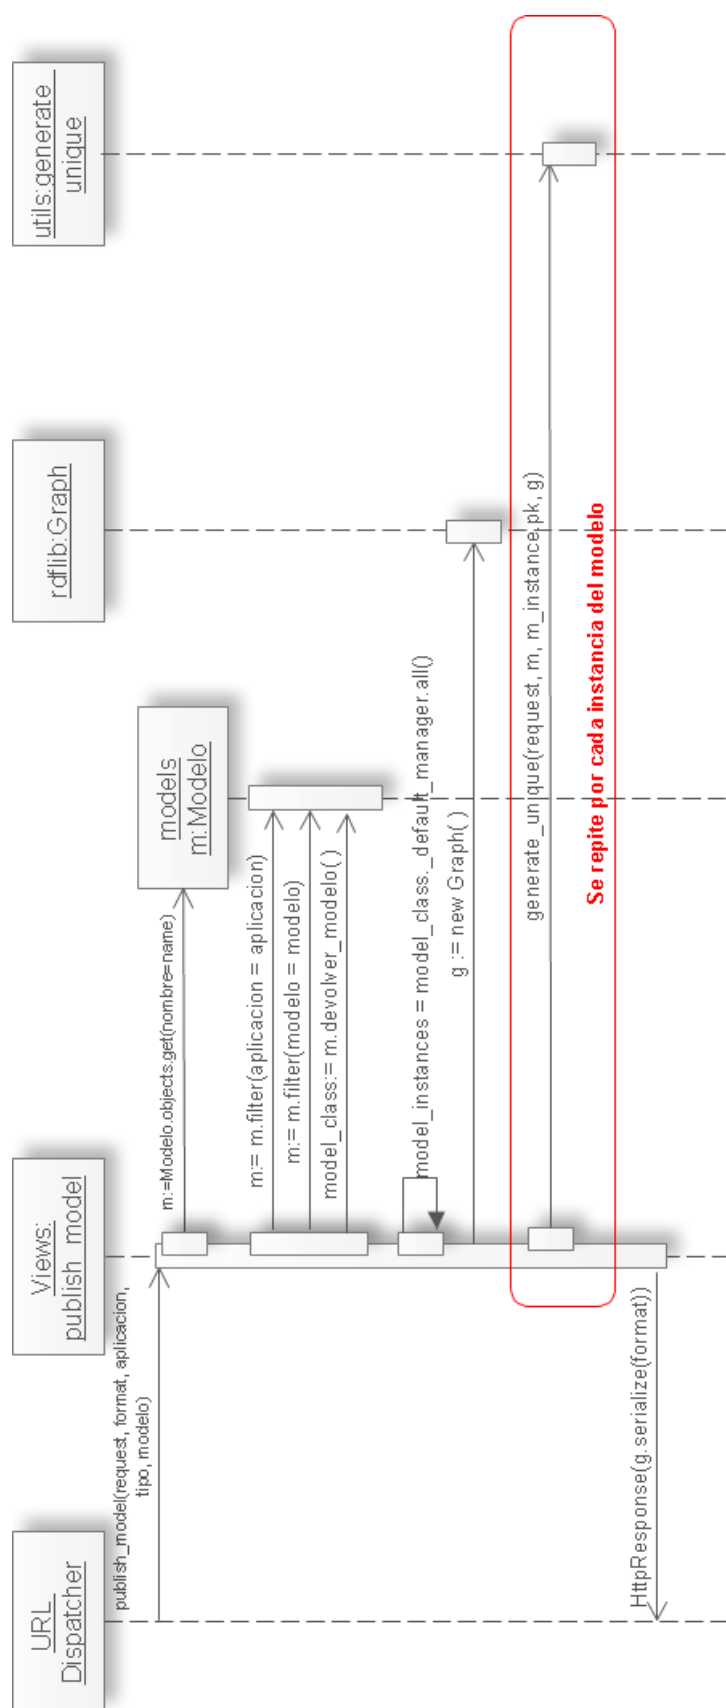 URL
Dispatcher
Views:
publish_model
models
m:Modelo
rdflib:Graph
utils:generate
unique
publish_model(request, format, aplicacion,
tipo, modelo)
m:=Modelo.objects.get(nombre=name)
m:= m.filter(aplicacion = aplicacion)
m:= m.filter(modelo = modelo)
model_class:= m.devolver_modelo( )
model_instances = model_class._default_manager.all()
g := new Graph( )
generate_unique(request, m, m_instance.pk, g)
Se repite por cada instancia del modelo
HttpResponse(g.serialize(format))